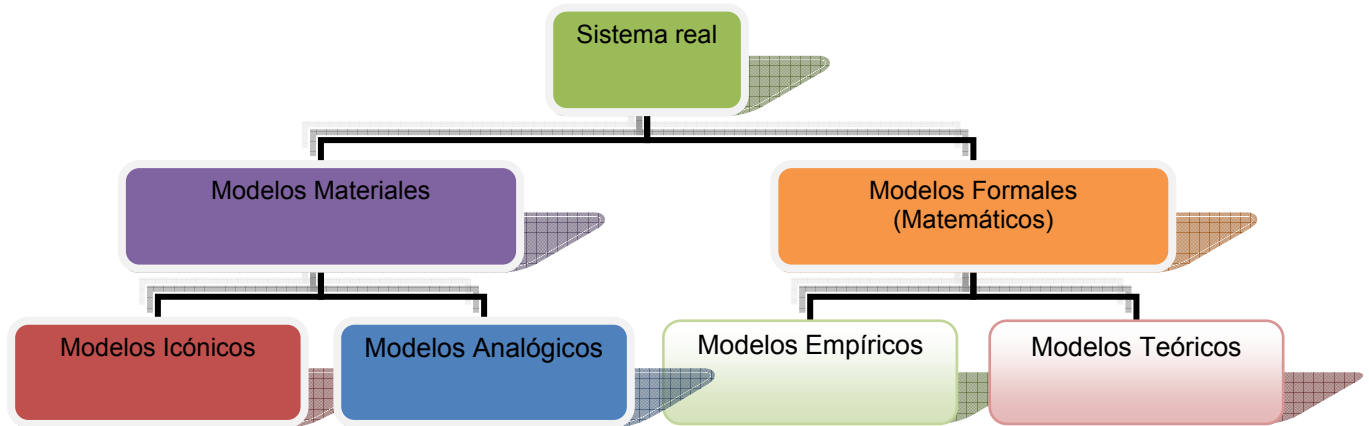 Sistema real
Modelos Materiales
Modelos Formales
(Matemáticos)
Modelos Icónicos
Modelos Analógicos
Modelos Empíricos
Modelos Teóricos